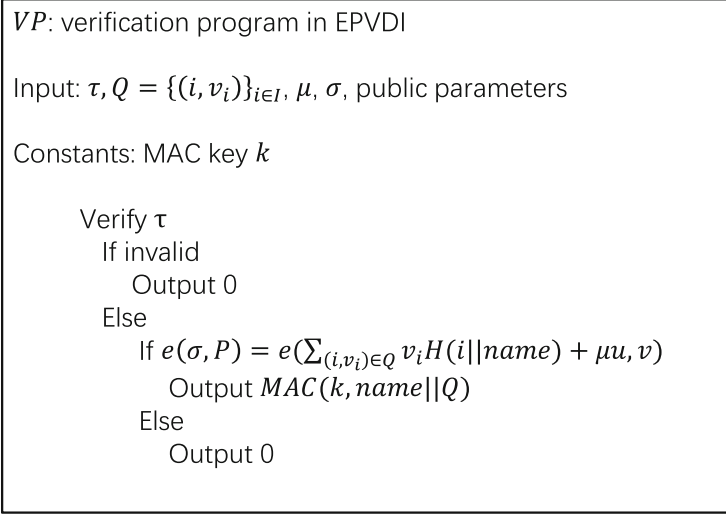 VP: verification program in EPVDI
Input: τ, Q = {(i, v_i)}_{i∈I}, μ, σ, public parameters
Constants: MAC key k
Verify τ
If invalid
Output 0
Else
If e(σ, P) = e(∑_{(i,v_i)∈Q} v_i H(i||name) + μu, v)
Output MAC(k, name||Q)
Else
Output 0